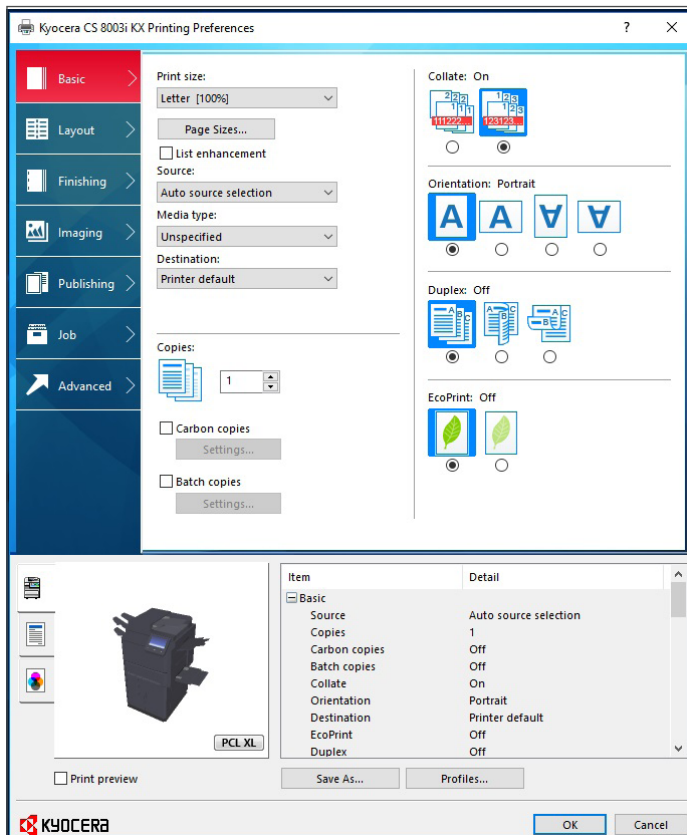 Kyocera CS 8003i KX Printing Preferences
Basic
Layout
Finishing
Imaging
Publishing
Job
Advanced
Print size:
Letter [100%]
Page Sizes...
List enhancement
Source:
Auto source selection
Media type:
Unspecified
Destination:
Printer default
Copies:
1
Carbon copies
Settings...
Batch copies
Settings...
Collate: On
111222...
123123...
Orientation: Portrait
A A A A
Duplex: Off
A B C A B C A B C
EcoPrint: Off
PCL XL
Print preview
Item Detail
Basic
Source Auto source selection
Copies 1
Carbon copies Off
Batch copies Off
Collate On
Orientation Portrait
Destination Printer default
EcoPrint Off
Duplex Off
Save As... Profiles...
KYOCERA
OK Cancel